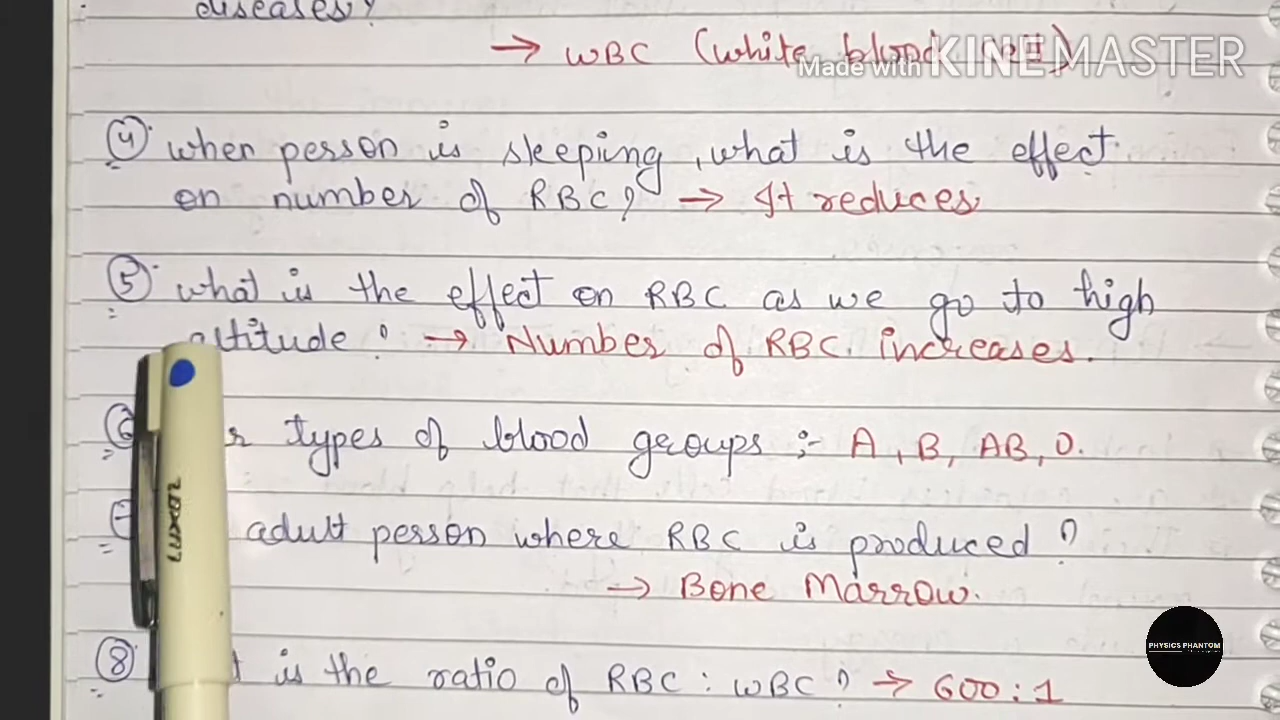 diseases?
→ WBC (white blood cell)
Made with KINEMASTER
④ when person is sleeping, what is the effect
on number of RBC? → It reduces
⑤ what is the effect on RBC as we go to high
altitude? → Number of RBC increases.
types of blood groups :- A, B, AB, O.
adult person where RBC is produced?
→ Bone Marrow.
⑧ is the ratio of RBC : WBC? → 600 : 1
LUXOR
PHYSICS PHANTOM